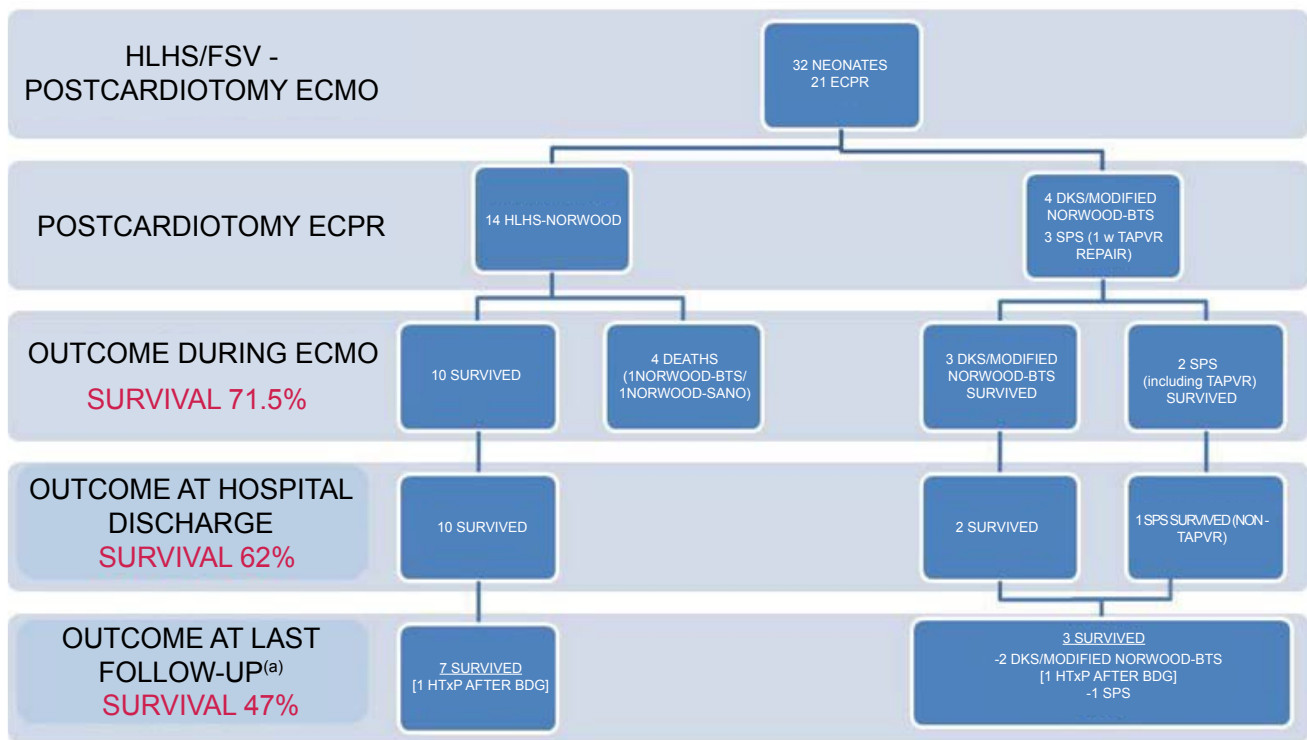 HLHS/FSV -
POSTCARDIOTOMY ECMO
32 NEONATES
21 ECPR
POSTCARDIOTOMY ECPR
14 HLHS-NORWOOD
4 DKS/MODIFIED
NORWOOD-BTS
3 SPS (1 w TAPVR
REPAIR)
OUTCOME DURING ECMO
SURVIVAL 71.5%
10 SURVIVED
4 DEATHS
(1NORWOOD-BTS/
1NORWOOD-SANO)
3 DKS/MODIFIED
NORWOOD-BTS
SURVIVED
2 SPS
(including TAPVR)
SURVIVED
OUTCOME AT HOSPITAL
DISCHARGE
SURVIVAL 62%
10 SURVIVED
2 SURVIVED
1 SPS SURVIVED (NON-
TAPVR)
OUTCOME AT LAST
FOLLOW-UP(a)
SURVIVAL 47%
7 SURVIVED
[1 HTxP AFTER BDG]
3 SURVIVED
-2 DKS/MODIFIED NORWOOD-BTS
[1 HTxP AFTER BDG]
-1 SPS